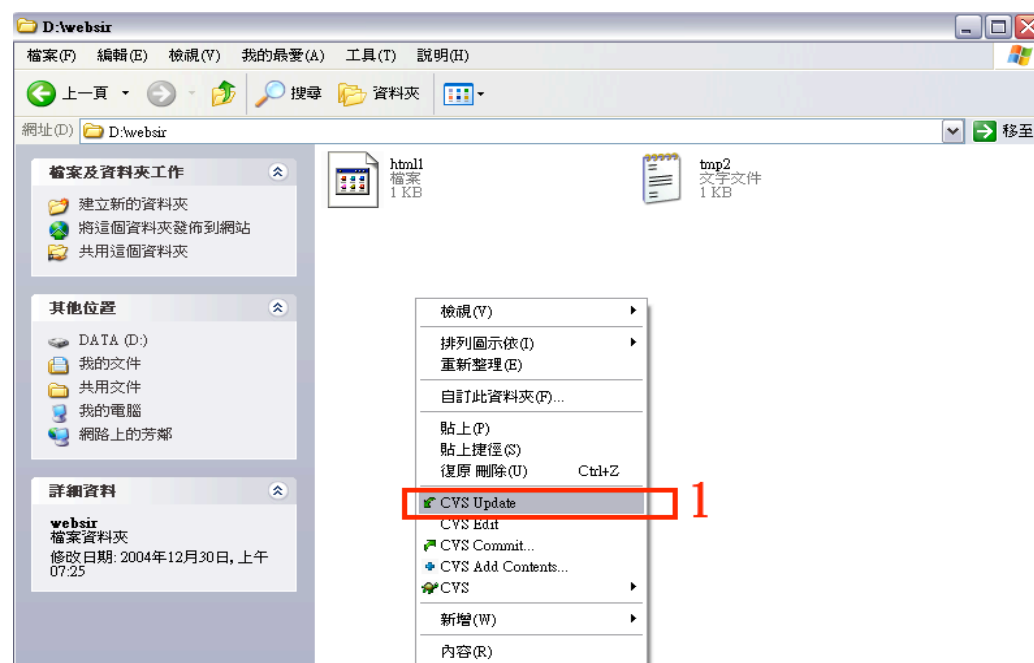 D:\websir
檔案(F) 編輯(E) 檢視(V) 我的最愛(A) 工具(T) 說明(H)
上一頁 搜尋 資料夾
網址(D) D:\websir 移至
檔案及資料夾工作
建立新的資料夾
將這個資料夾發佈到網站
共用這個資料夾
其他位置
DATA (D:)
我的文件
共用文件
我的電腦
網路上的芳鄰
詳細資料
websir
檔案資料夾
修改日期: 2004年12月30日, 上午
07:25
html1
檔案
1 KB
tmp2
文字文件
1 KB
檢視(V)
排列圖示依(I)
重新整理(E)
自訂此資料夾(F)...
貼上(P)
貼上捷徑(S)
復原 刪除(U) Ctrl+Z
CVS Update
1
CVS Edit
CVS Commit...
CVS Add Contents...
CVS
新增(W)
內容(R)